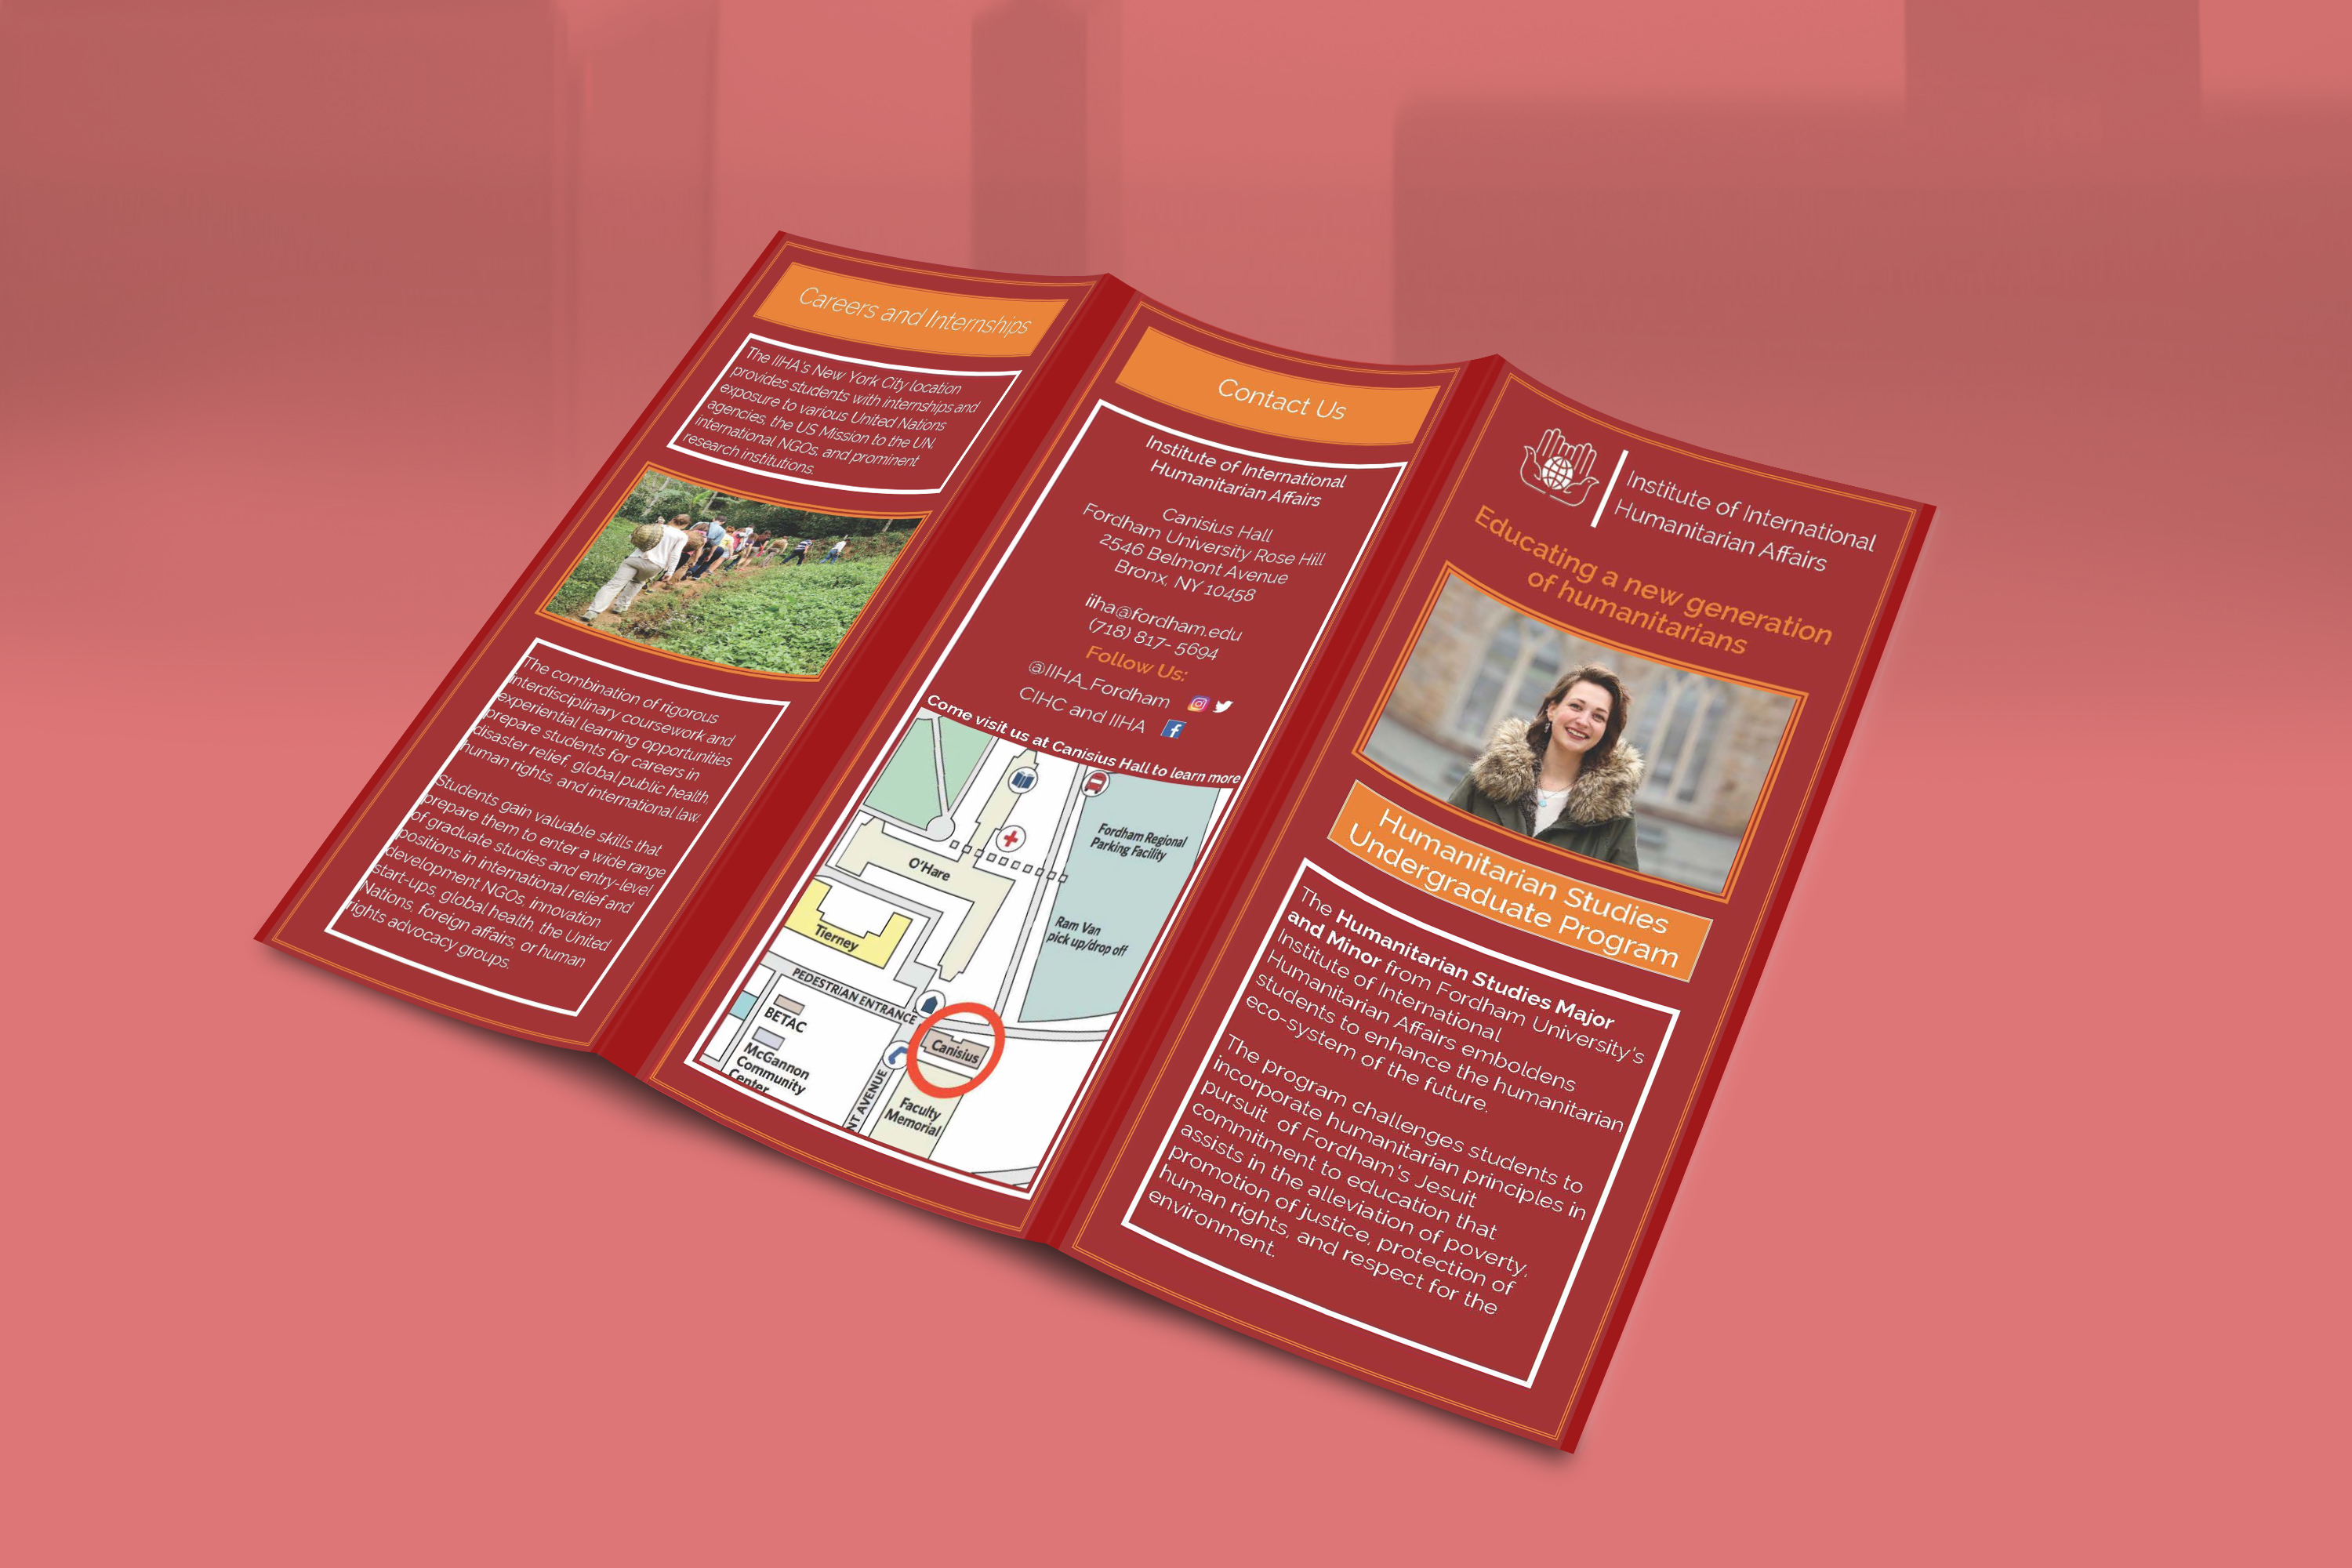 Careers and Internships
The IIHA's New York City location
provides students with internships and
exposure to various United Nations
agencies, the US Mission to the UN,
international NGOs, and prominent
research institutions.
The combination of rigorous
interdisciplinary coursework and
experiential learning opportunities
prepare students for careers in
disaster relief, global public health,
human rights, and international law.
Students gain valuable skills that
prepare them to enter a wide range
of graduate studies and entry-level
positions in international relief and
development NGOs, innovation
start-ups, global health, the United
Nations, foreign affairs, or human
rights advocacy groups.
Contact Us
Institute of International
Humanitarian Affairs
Canisius Hall
Fordham University Rose Hill
2546 Belmont Avenue
Bronx, NY 10458
iiha@fordham.edu
(718) 817- 5694
Follow Us:
@IIHA_Fordham
CIHC and IIHA
Come visit us at Canisius Hall to learn more
Fordham Regional
Parking Facility
O'Hare
Ram Van
pick up/drop off
Tierney
PEDESTRIAN ENTRANCE
BETAC
McGannon
Community
Center
Canisius
NT AVENUE
Faculty
Memorial
Institute of International
Humanitarian Affairs
Educating a new generation
of humanitarians
Humanitarian Studies
Undergraduate Program
The Humanitarian Studies Major
and Minor from Fordham University's
Institute of International
Humanitarian Affairs emboldens
students to enhance the humanitarian
eco-system of the future.
The program challenges students to
incorporate humanitarian principles in
pursuit of Fordham's Jesuit
commitment to education that
assists in the alleviation of poverty,
promotion of justice, protection of
human rights, and respect for the
environment.